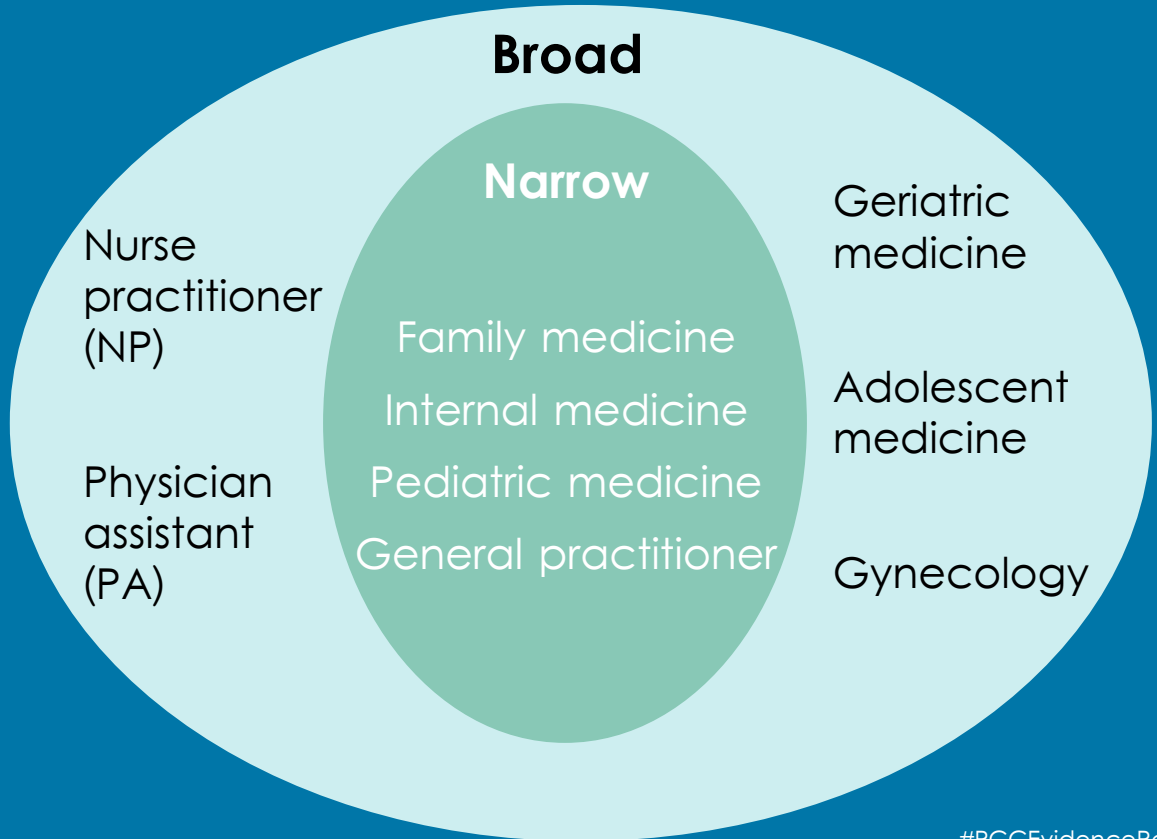 Broad
Narrow
Nurse
practitioner
(NP)
Physician
assistant
(PA)
Family medicine
Internal medicine
Pediatric medicine
General practitioner
Geriatric
medicine
Adolescent
medicine
Gynecology